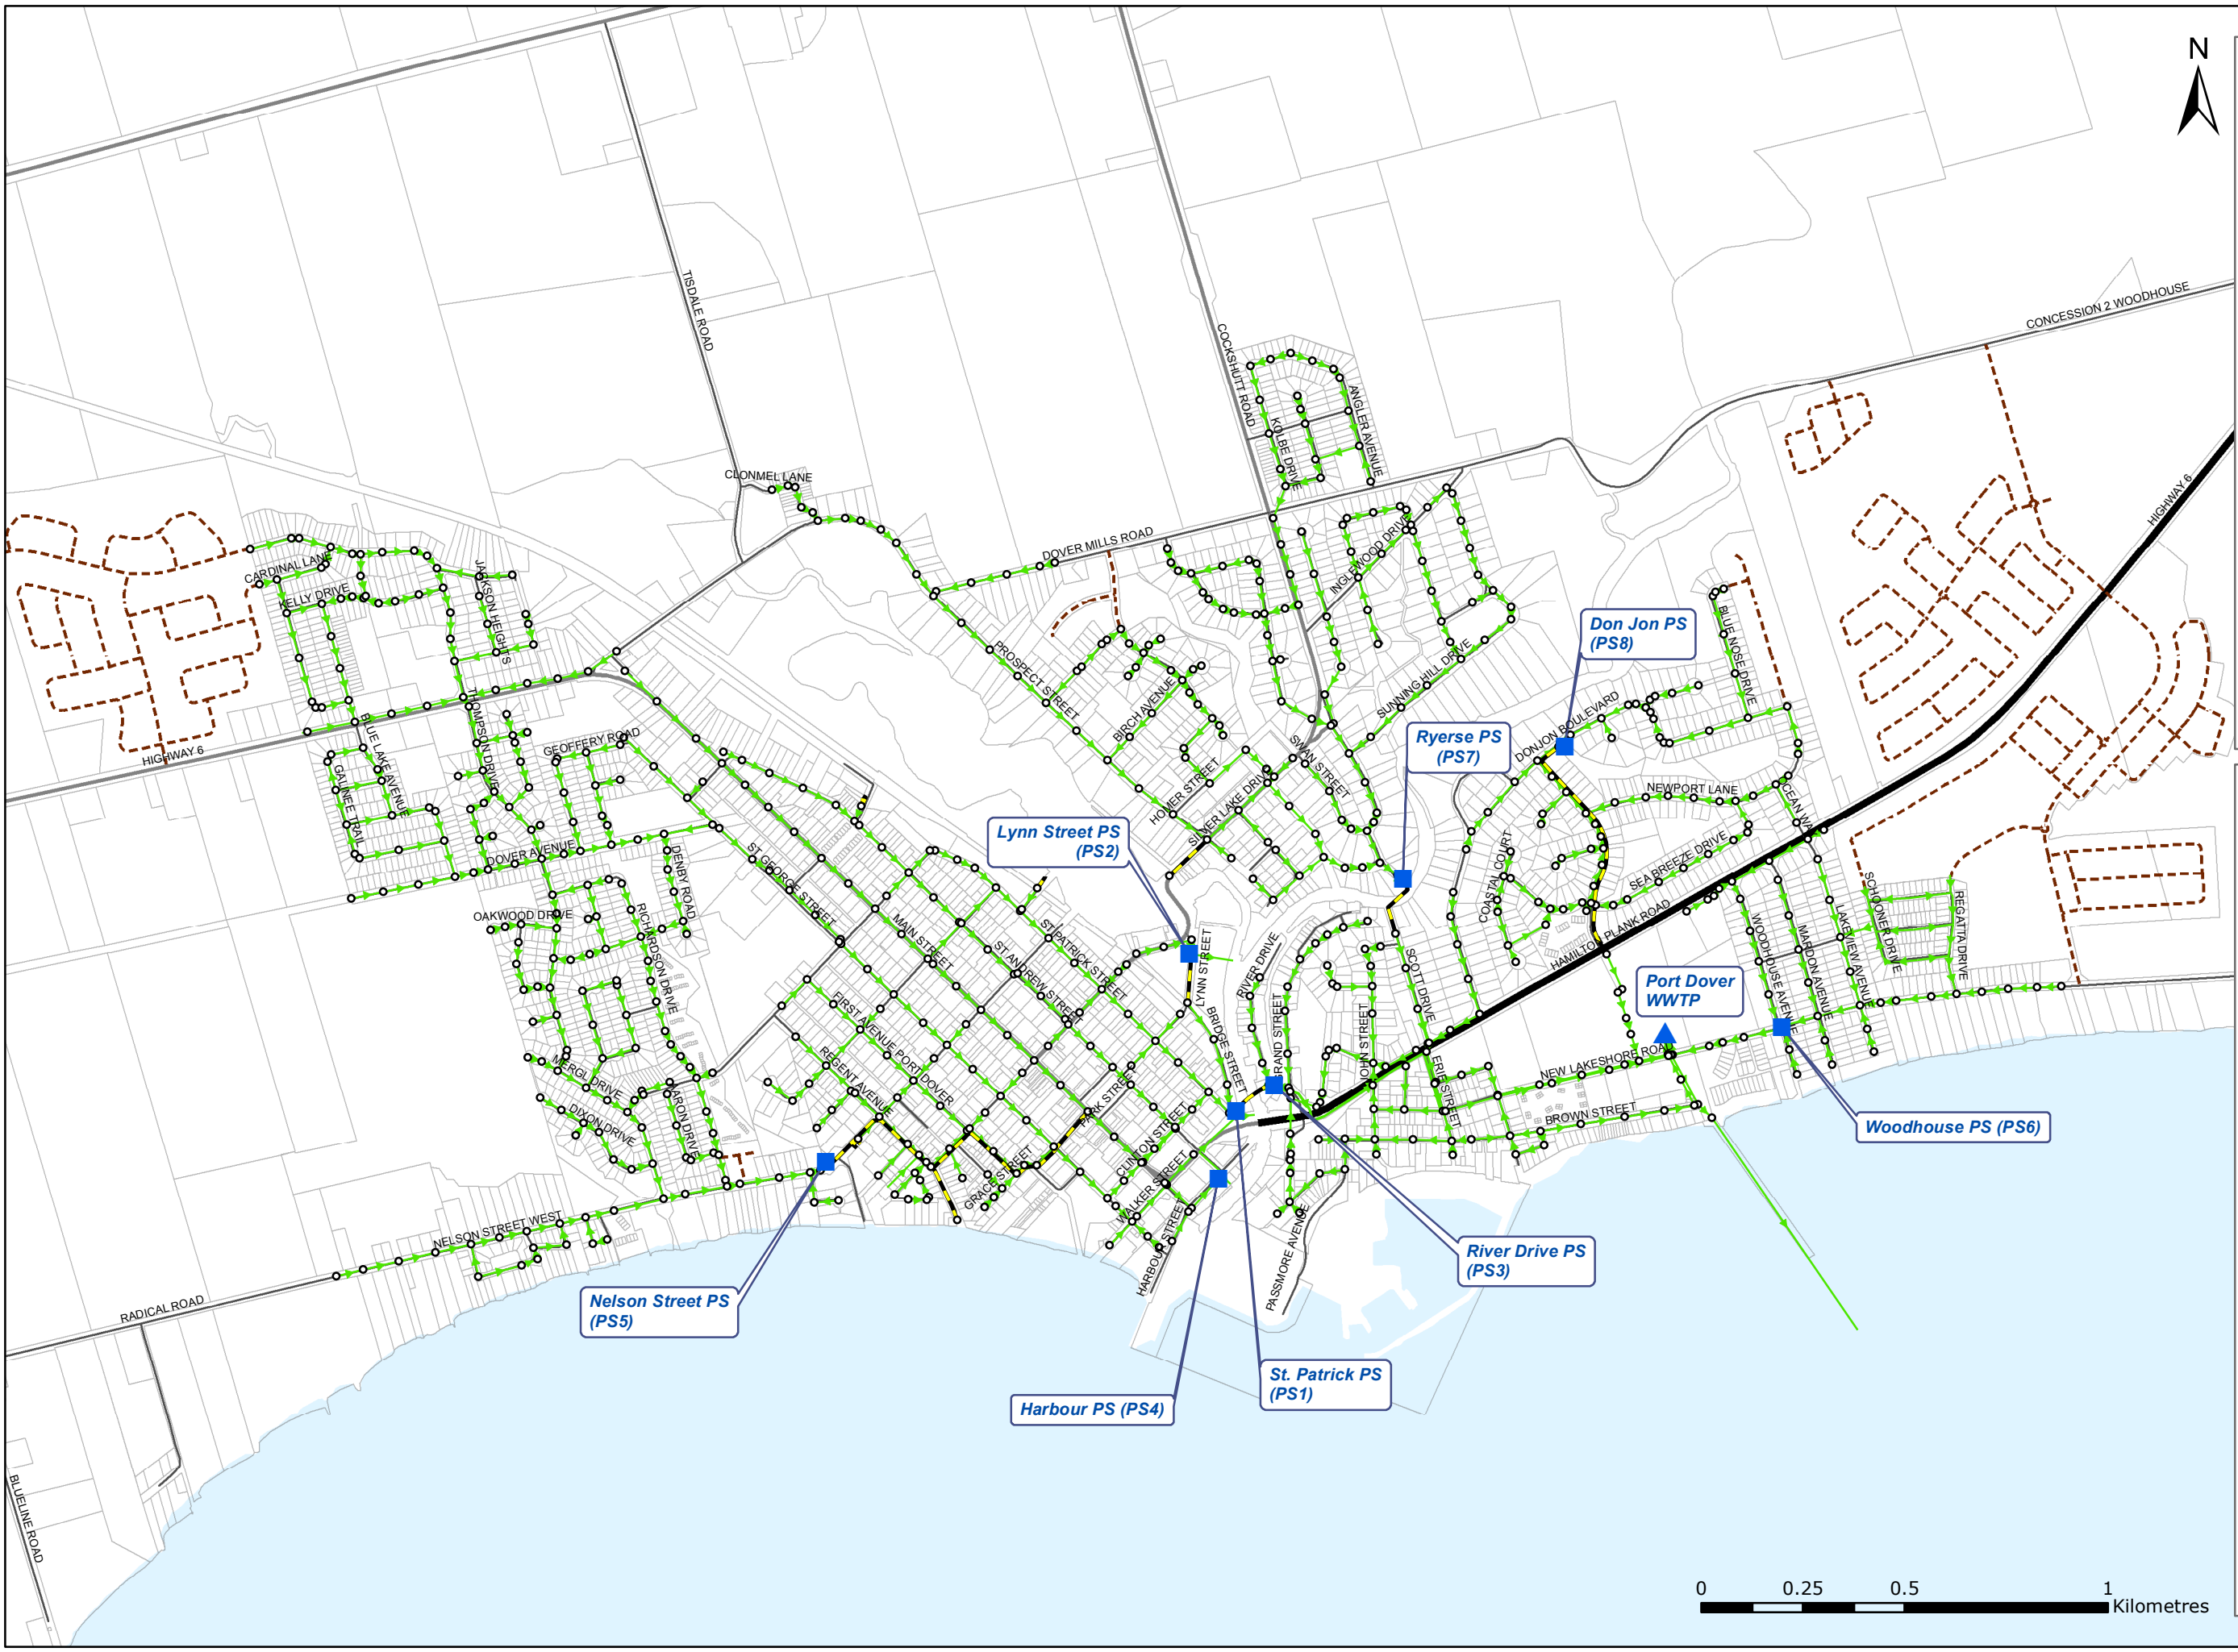 N
CONCESSION 2 WOODHOUSE
TISDALE ROAD
COCKSHUTT ROAD
ANGLER AVENUE
KOLBE DRIVE
HIGHWAY 6
CLONMEL LANE
DOVER MILLS ROAD
INGLEWOOD DRIVE
CARDINAL LANE
KELLY DRIVE
JACKSON HEIGHTS
PROSPECT STREET
SUNNING HILL DRIVE
BIRCH AVENUE
Don Jon PS
(PS8)
BLUE NOSE DRIVE
DONJON BOULEVARD
THOMPSON DRIVE
BLUE LAKE AVENUE
GEOFFERY ROAD
HIGHWAY 6
GALINEE TRAIL
Ryerse PS
(PS7)
SWAN STREET
HOMER STREET
SILVER LAKE DRIVE
NEWPORT LANE
OCEAN WAY
Lynn Street PS
(PS2)
DOVER AVENUE
DENBY ROAD
ST GEORGE STREET
COASTAL COURT
SEA BREEZE DRIVE
SCHOONER DRIVE
REGATTA DRIVE
OAKWOOD DRIVE
RICHARDSON DRIVE
MAIN STREET
ST ANDREW STREET
ST PATRICK STREET
LYNN STREET
RIVER DRIVE
SCOTT DRIVE
HAMILTON PLANK ROAD
WOODHOUSE AVENUE
MARDON AVENUE
LAKEVIEW AVENUE
Port Dover
WWTP
FIRST AVENUE PORT DOVER
BRIDGE STREET
BRAND STREET
JOHN STREET
MERGL DRIVE
REGENT AVENUE
PARK STREET
ERIE STREET
NEW LAKESHORE ROAD
DIXON DRIVE
ARON DRIVE
CLINTON STREET
BROWN STREET
Woodhouse PS (PS6)
GRACE STREET
WALKER STREET
NELSON STREET WEST
HARBOUR STREET
PASSMORE AVENUE
River Drive PS
(PS3)
RADICAL ROAD
Nelson Street PS
(PS5)
St. Patrick PS
(PS1)
Harbour PS (PS4)
BLUELINE ROAD
0 0.25 0.5 1
Kilometres